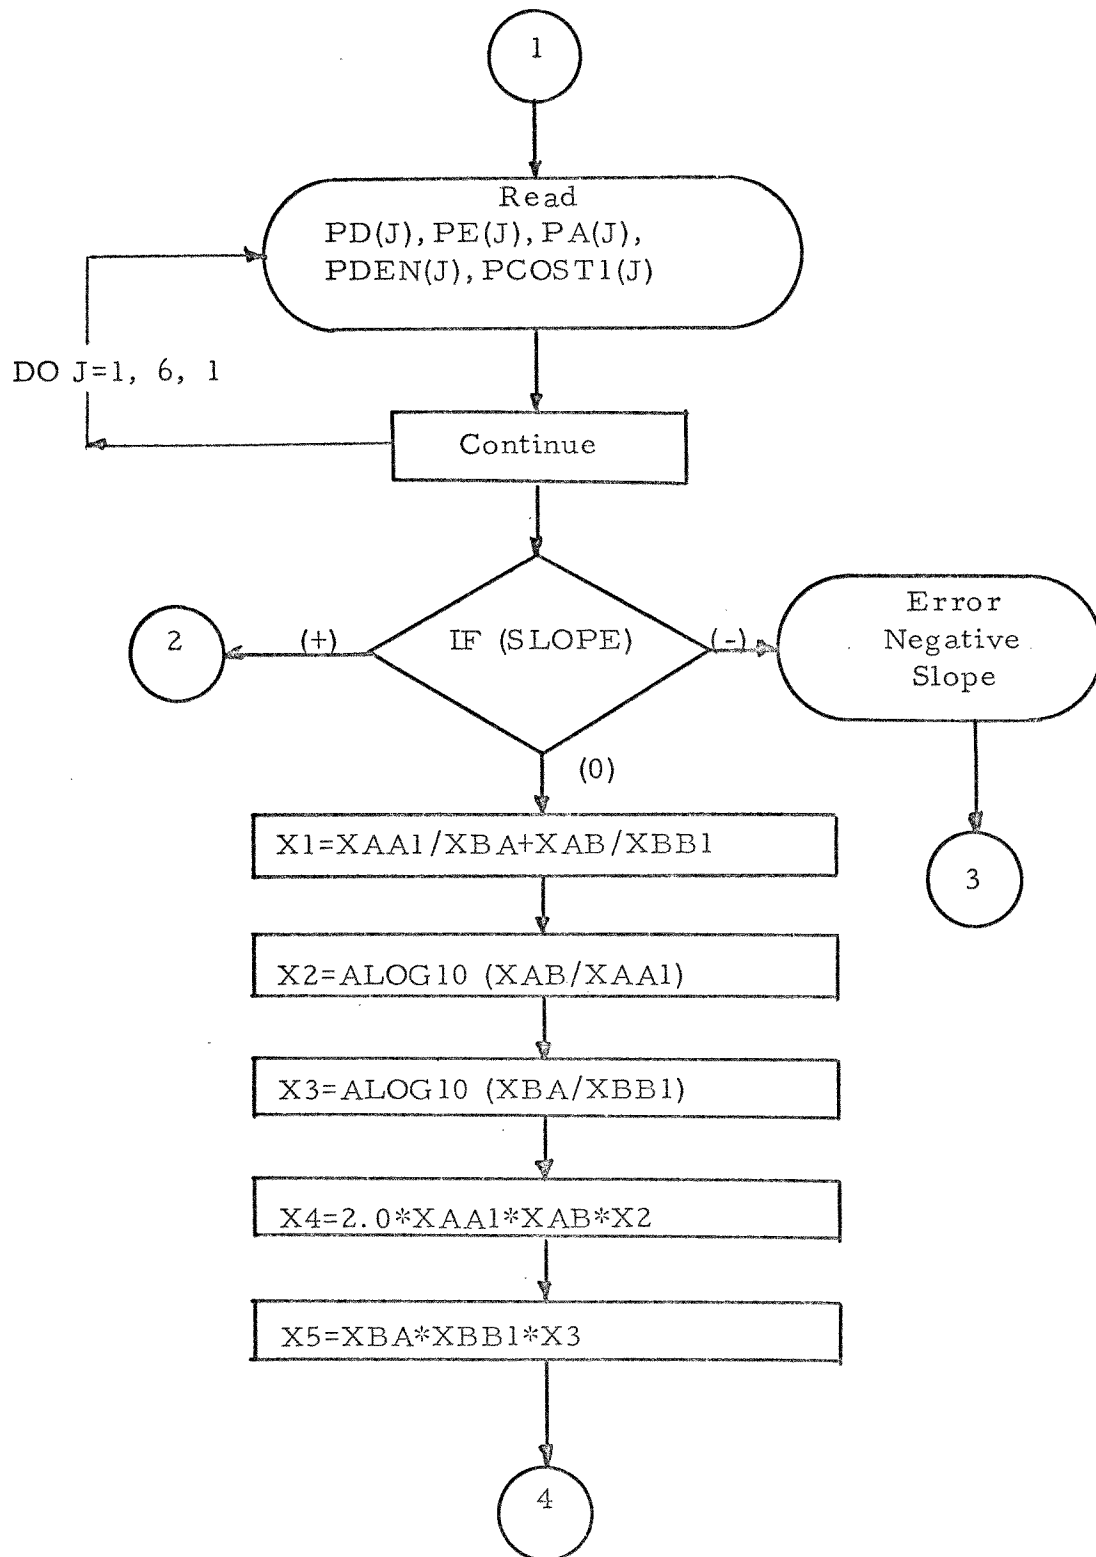 1
Read
PD(J), PE(J), PA(J),
PDEN(J), PCOST1(J)
DO J=1, 6, 1
Continue
2
(+)
IF (SLOPE)
(-)
Error
Negative
Slope
(0)
3
X1=XAA1/XBA+XAB/XBB1
X2=ALOG10 (XAB/XAA1)
X3=ALOG10 (XBA/XBB1)
X4=2.0*XAA1*XAB*X2
X5=XBA*XBB1*X3
4